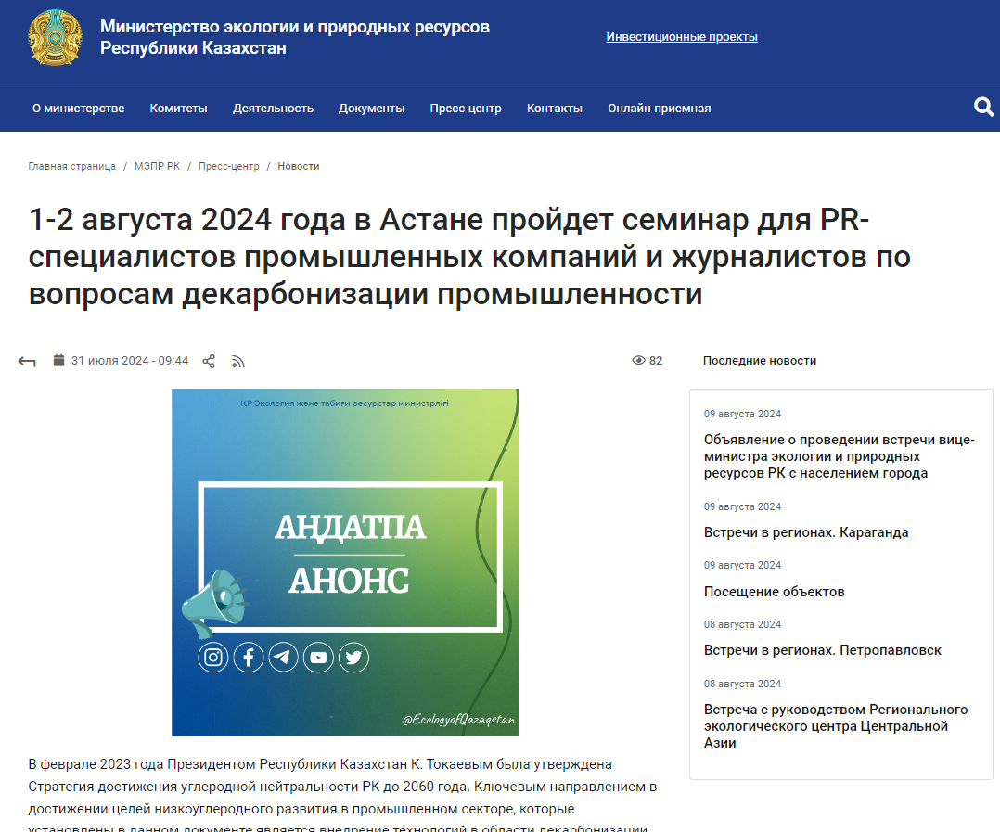 Министерство экологии и природных ресурсов
Республики Казахстан
Инвестиционные проекты
О министерстве
Комитеты
Деятельность
Документы
Пресс-центр
Контакты
Онлайн-приемная
Главная страница / МЭПР РК / Пресс-центр / Новости
1-2 августа 2024 года в Астане пройдет семинар для PR-
специалистов промышленных компаний и журналистов по
вопросам декарбонизации промышленности
31 июля 2024 - 09:44
82
ҚР Экология және табиғи ресурстар министрлігі
АҢДАТПА
АНОНС
@EcologyofQazaqstan
В феврале 2023 года Президентом Республики Казахстан К. Токаевым была утверждена
Стратегия достижения углеродной нейтральности РК до 2060 года. Ключевым направлением в
достижении целей низкоуглеродного развития в промышленном секторе, которые
установлены в данном документе является внедрение технологий в области декарбонизации
Последние новости
09 августа 2024
Объявление о проведении встречи вице-
министра экологии и природных
ресурсов РК с населением города
09 августа 2024
Встречи в регионах. Караганда
09 августа 2024
Посещение объектов
08 августа 2024
Встречи в регионах. Петропавловск
08 августа 2024
Встреча с руководством Регионального
экологического центра Центральной
Азии